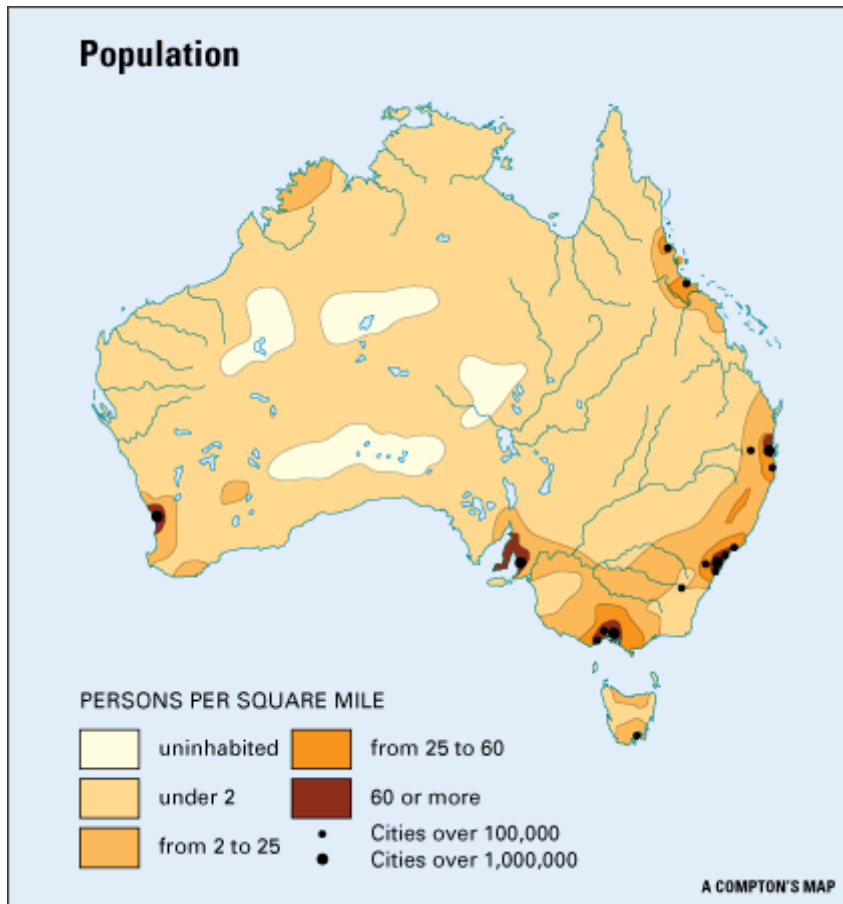 Population
PERSONS PER SQUARE MILE
uninhabited
under 2
from 2 to 25
from 25 to 60
60 or more
Cities over 100,000
Cities over 1,000,000
A COMPTON'S MAP